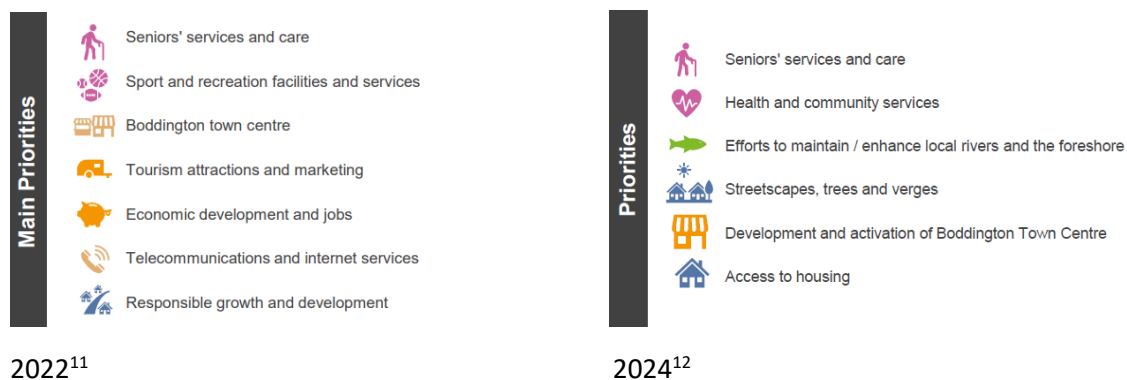 Main Priorities
Seniors' services and care
Sport and recreation facilities and services
Boddington town centre
Tourism attractions and marketing
Economic development and jobs
Telecommunications and internet services
Responsible growth and development
2022¹¹
Priorities
Seniors' services and care
Health and community services
Efforts to maintain / enhance local rivers and the foreshore
Streetscapes, trees and verges
Development and activation of Boddington Town Centre
Access to housing
2024¹²